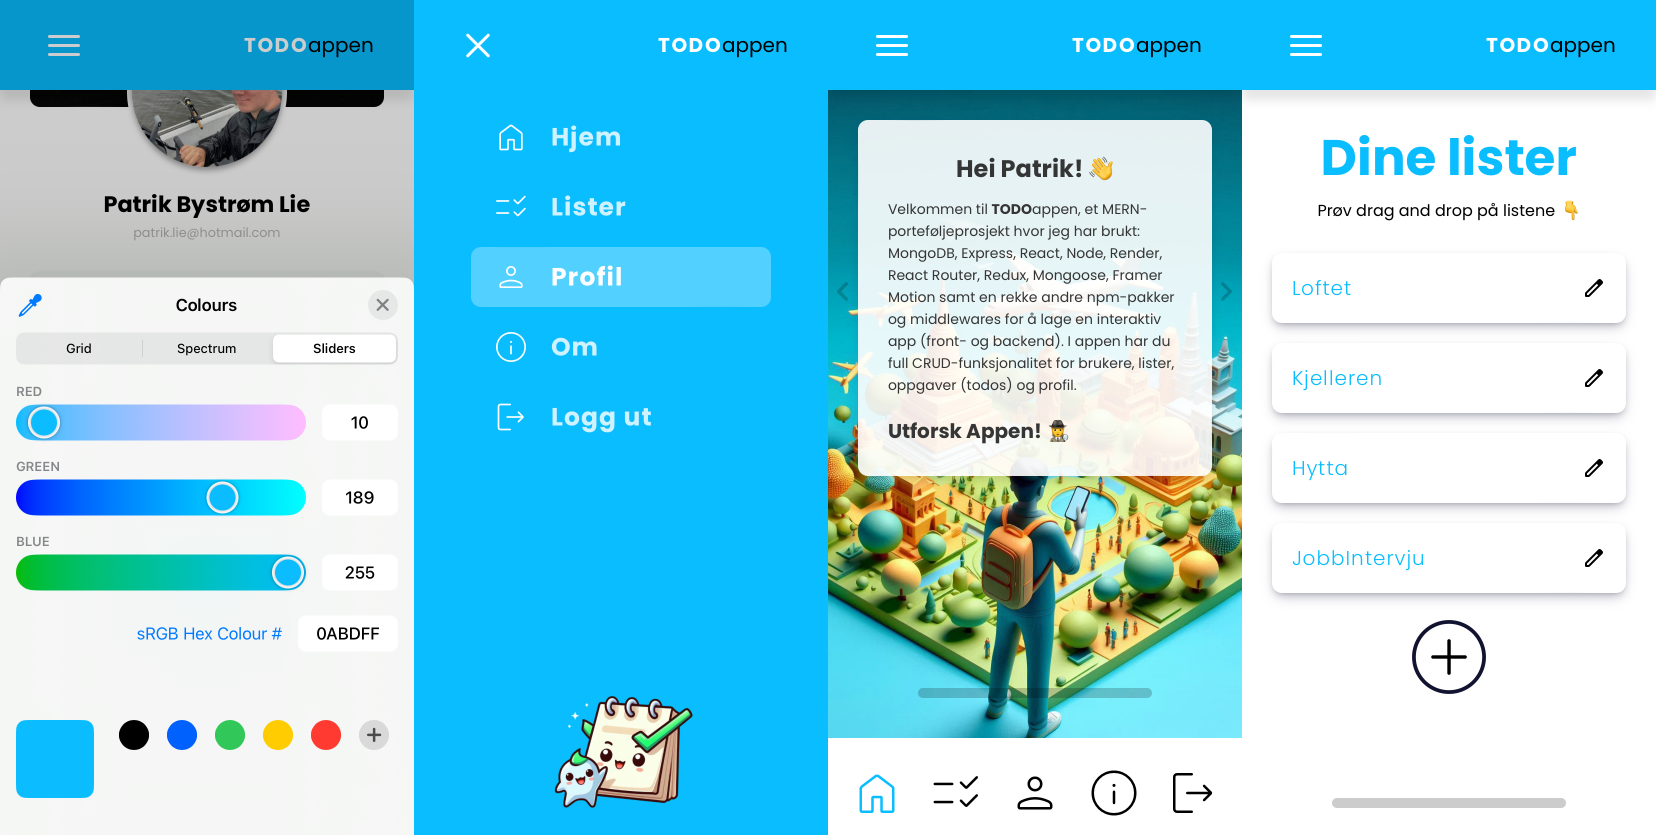 TODOappen
Patrik Bystrøm Lie
patrik.lie@hotmail.com
Colours
Grid
Spectrum
Sliders
RED
10
GREEN
189
BLUE
255
sRGB Hex Colour #
0ABDFF
TODOappen
Hjem
Lister
Profil
Om
Logg ut
TODOappen
Hei Patrik! 👋
Velkommen til TODOappen, et MERN-
porteføljeprosjekt hvor jeg har brukt:
MongoDB, Express, React, Node, Render,
React Router, Redux, Mongoose, Framer
Motion samt en rekke andre npm-pakker
og middlewares for å lage en interaktiv
app (front- og backend). I appen har du
full CRUD-funksjonalitet for brukere, lister,
oppgaver (todos) og profil.
Utforsk Appen! 🕵️
TODOappen
Dine lister
Prøv drag and drop på listene 👇
Loftet
Kjelleren
Hytta
JobbIntervju